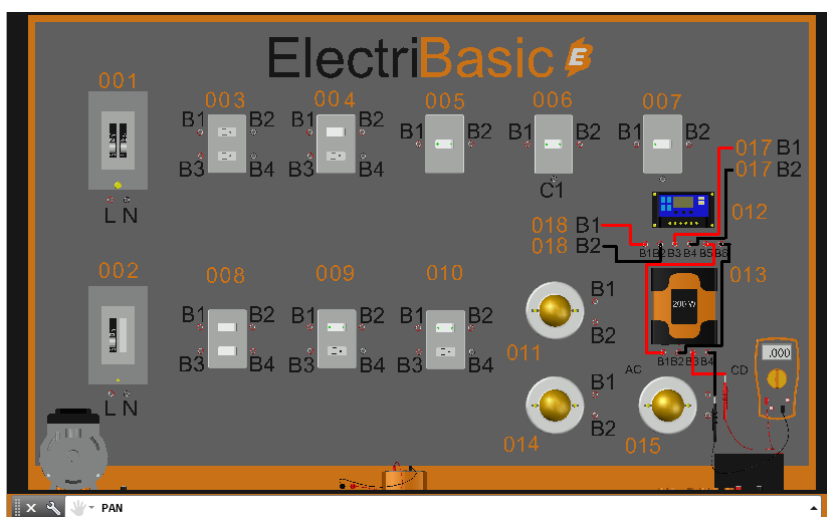 ElectriBasic E
001
003
004
005
006
007
B1 B2
B3 B4
B1 B2
B3 B4
B1 B2
B1 B2
C1
B1 B2
L N
017 B1
017 B2
012
018 B1
018 B2
B1 B2 B3 B4 B5 B6
002
008
009
010
013
B1 B2
B3 B4
B1 B2
B3 B4
B1 B2
B3 B4
L N
B1
B2
011
200 W
B1 B2 B3 B4
AC
CD
.000
B1
B2
014
015
PAN